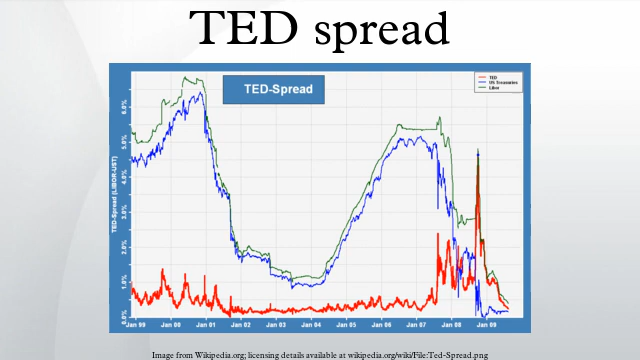 TED spread
TED-Spread
TED
US Treasuries
Libor
TED-Spread (LIBOR-UST)
6.0%
5.0%
4.0%
3.0%
2.0%
1.0%
0.0%
Jan 99 Jan 00 Jan 01 Jan 02 Jan 03 Jan 04 Jan 05 Jan 06 Jan 07 Jan 08 Jan 09
Image from Wikipedia.org; licensing details available at wikipedia.org/wiki/File:Ted-Spread.png